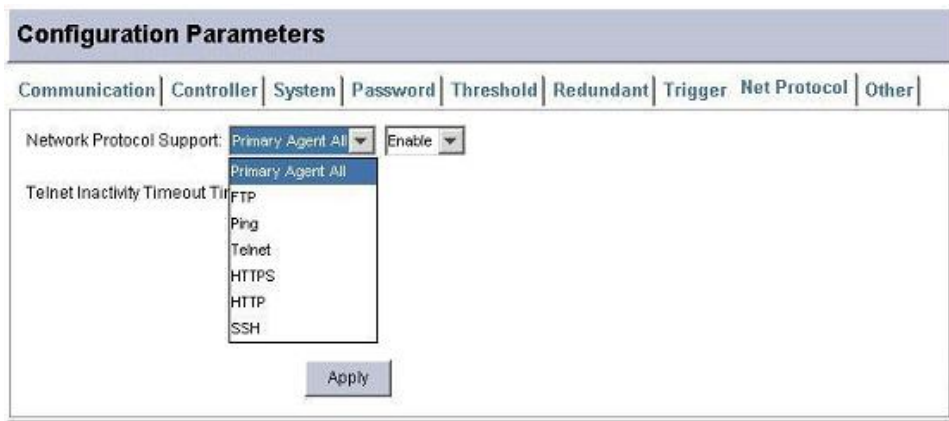 Configuration Parameters
Communication Controller System Password Threshold Redundant Trigger Net Protocol Other
Network Protocol Support: Primary Agent All Enable
Primary Agent All
Telnet Inactivity Timeout
FTP
Ping
Telnet
HTTPS
HTTP
SSH
Apply